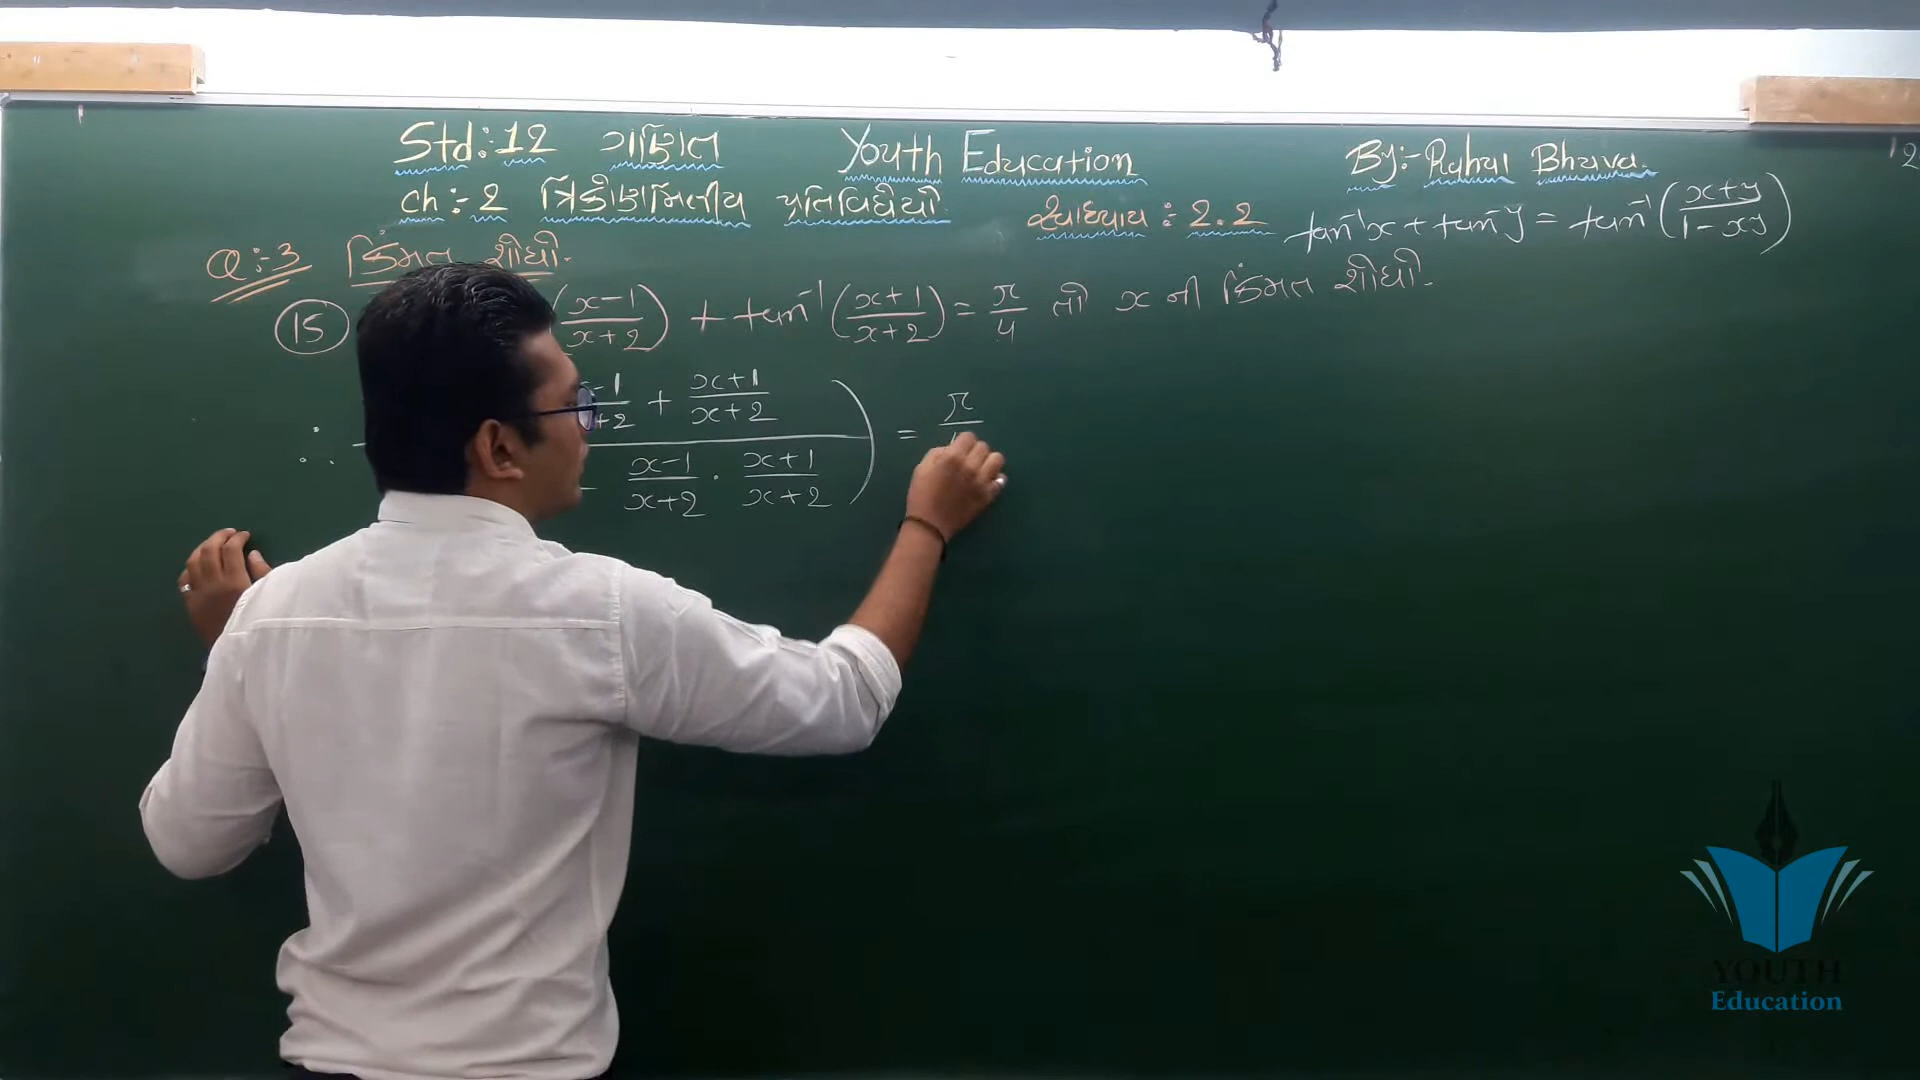 Std:-12 ગણિત Youth Education By:- Rahul Bhuva.
ch:-2 ત્રિકોણમિતીય પ્રતિવિધેયો સ્વાધ્યાય : 2.2 tan⁻¹x + tan⁻¹y = tan⁻¹((x+y)/(1-xy))
Q:-3 કિંમત શોધો.
15 ((x-1)/(x+2)) + tan⁻¹((x+1)/(x+2)) = π/4 તો x ની કિંમત શોધો.
-1 + (x+1)/(x+2)
∴ = π
(x-1)/(x+2) · (x+1)/(x+2)
YOUTH
Education